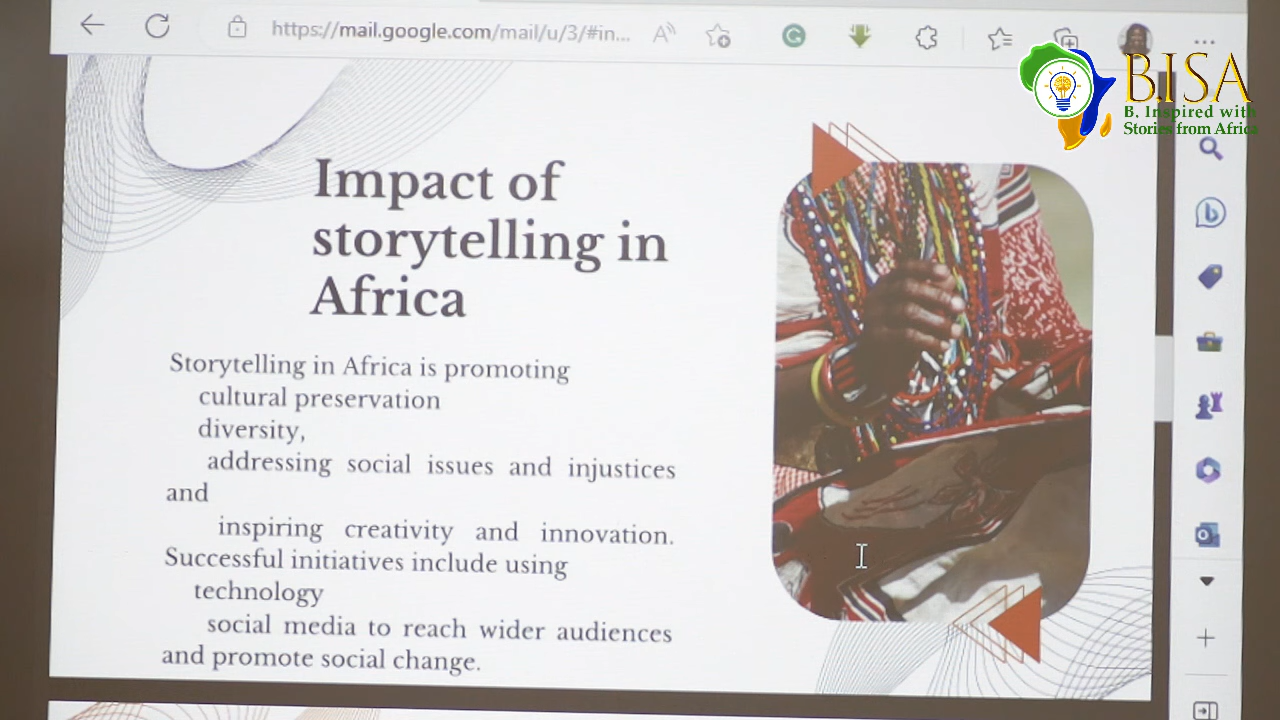 https://mail.google.com/mail/u/3/#in...
B.I.S.A
B. Inspired with
Stories from Africa
Impact of
storytelling in
Africa
Storytelling in Africa is promoting
cultural preservation
diversity,
addressing social issues and injustices
and
inspiring creativity and innovation.
Successful initiatives include using
technology
social media to reach wider audiences
and promote social change.